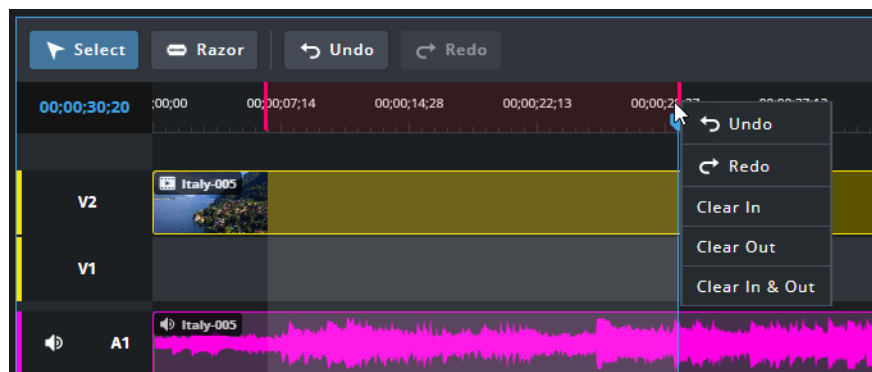 Select Razor Undo Redo
00;00;30;20 ;00;00 00;00;07;14 00;00;14;28 00;00;22;13
Undo
Redo
V2 Italy-005
Clear In
Clear Out
V1
Clear In & Out
A1 Italy-005